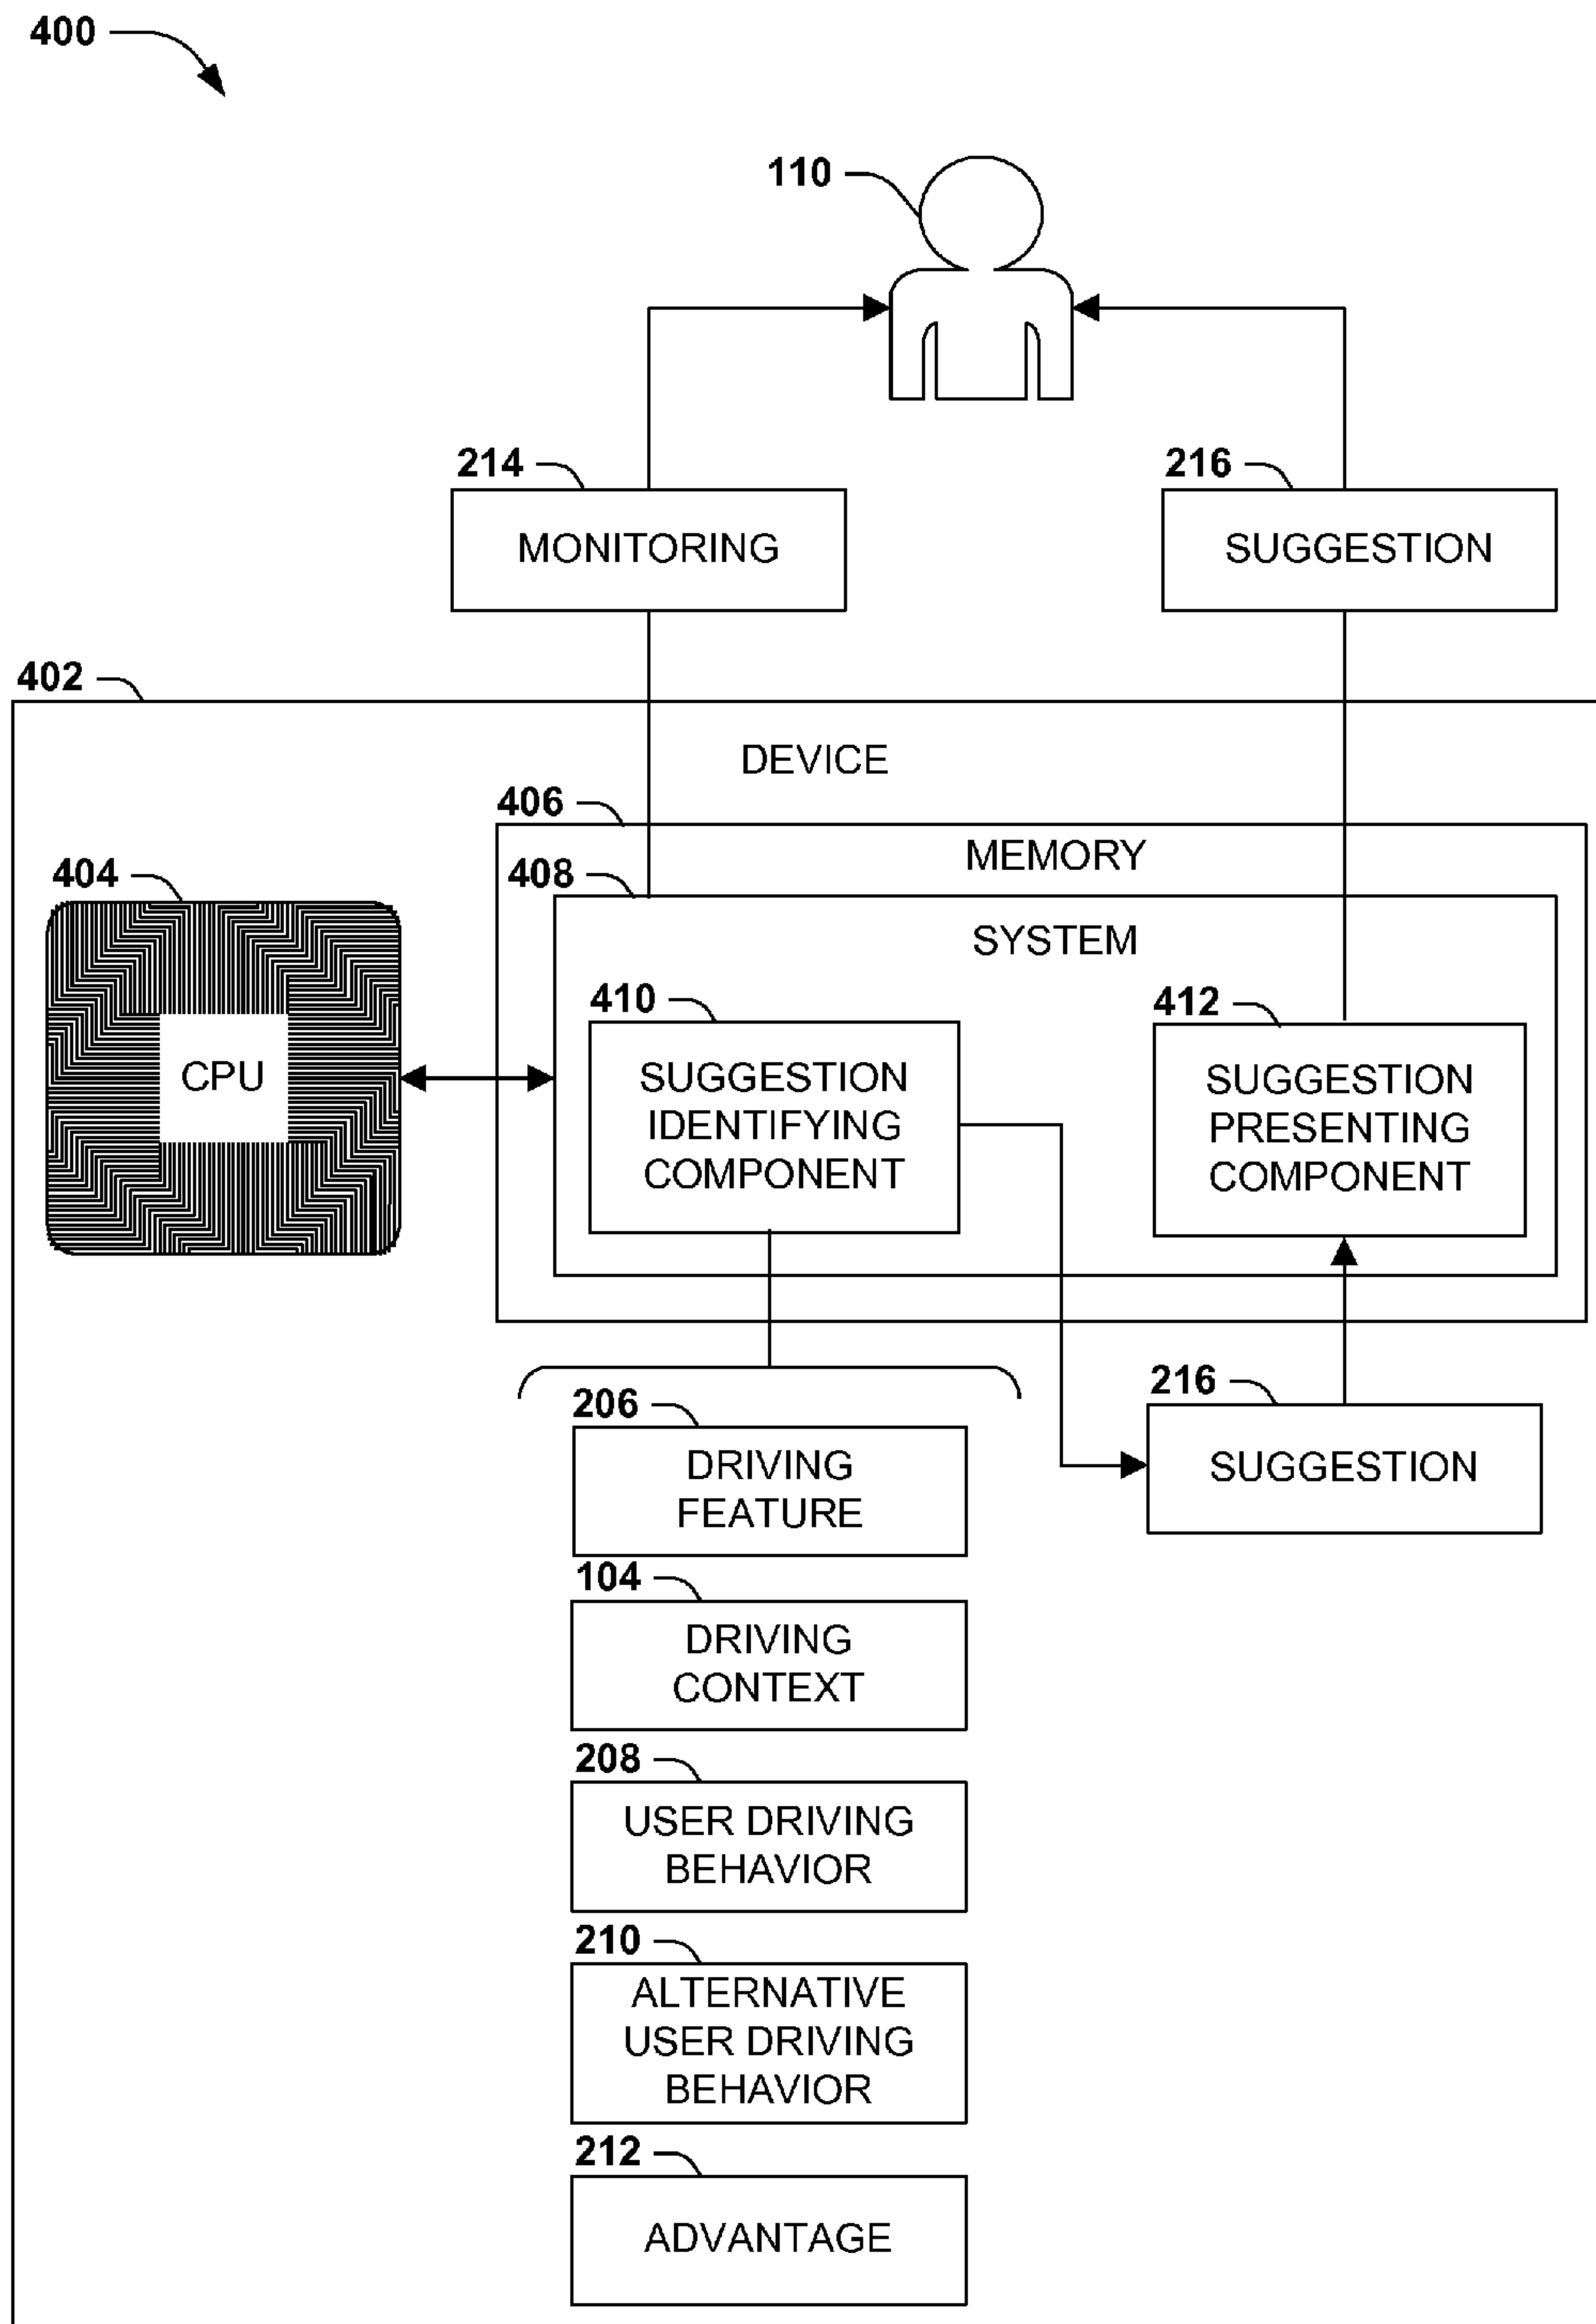 400
110
214
MONITORING
216
SUGGESTION
402
DEVICE
406
MEMORY
404
CPU
408
SYSTEM
410
SUGGESTION
IDENTIFYING
COMPONENT
412
SUGGESTION
PRESENTING
COMPONENT
206
DRIVING
FEATURE
216
SUGGESTION
104
DRIVING
CONTEXT
208
USER DRIVING
BEHAVIOR
210
ALTERNATIVE
USER DRIVING
BEHAVIOR
212
ADVANTAGE